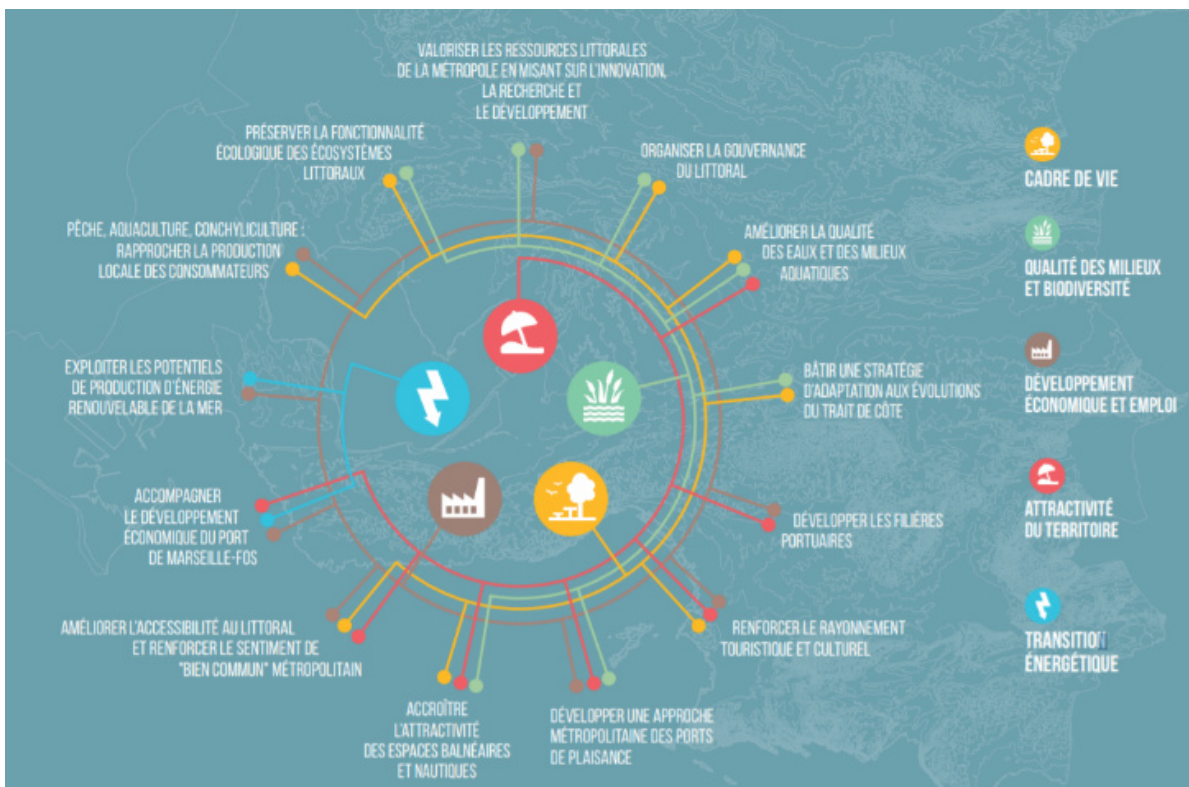 VALORISER LES RESSOURCES LITTORALES
DE LA MÉTROPOLE EN MISANT SUR L'INNOVATION,
LA RECHERCHE ET
LE DÉVELOPPEMENT
PRÉSERVER LA FONCTIONNALITÉ
ÉCOLOGIQUE DES ÉCOSYSTÈMES
LITTORAUX
ORGANISER LA GOUVERNANCE
DU LITTORAL
PÊCHE, AQUACULTURE, CONCHYLICULTURE :
RAPPROCHER LA PRODUCTION
LOCALE DES CONSOMMATEURS
AMÉLIORER LA QUALITÉ
DES EAUX ET DES MILIEUX
AQUATIQUES
EXPLOITER LES POTENTIELS
DE PRODUCTION D'ÉNERGIE
RENOUVELABLE DE LA MER
BÂTIR UNE STRATÉGIE
D'ADAPTATION AUX ÉVOLUTIONS
DU TRAIT DE CÔTE
ACCOMPAGNER
LE DÉVELOPPEMENT
ÉCONOMIQUE DU PORT
DE MARSEILLE-FOS
DÉVELOPPER LES FILIÈRES
PORTUAIRES
AMÉLIORER L'ACCESSIBILITÉ AU LITTORAL
ET RENFORCER LE SENTIMENT DE
"BIEN COMMUN" MÉTROPOLITAIN
RENFORCER LE RAYONNEMENT
TOURISTIQUE ET CULTUREL
ACCROÎTRE
L'ATTRACTIVITÉ
DES ESPACES BALNÉAIRES
ET NAUTIQUES
DÉVELOPPER UNE APPROCHE
MÉTROPOLITAINE DES PORTS
DE PLAISANCE
CADRE DE VIE
QUALITÉ DES MILIEUX
ET BIODIVERSITÉ
DÉVELOPPEMENT
ÉCONOMIQUE ET EMPLOI
ATTRACTIVITÉ
DU TERRITOIRE
TRANSITION
ÉNERGÉTIQUE